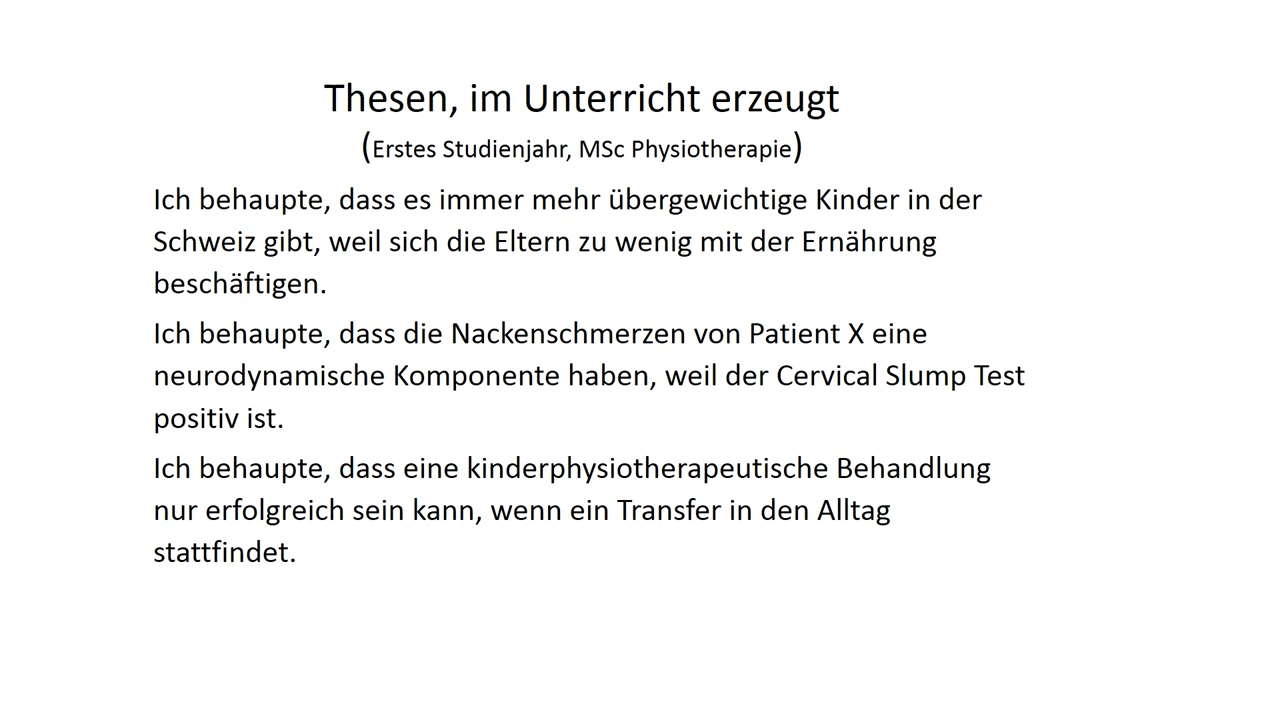 Thesen, im Unterricht erzeugt
(Erstes Studienjahr, MSc Physiotherapie)
Ich behaupte, dass es immer mehr übergewichtige Kinder in der
Schweiz gibt, weil sich die Eltern zu wenig mit der Ernährung
beschäftigen.
Ich behaupte, dass die Nackenschmerzen von Patient X eine
neurodynamische Komponente haben, weil der Cervical Slump Test
positiv ist.
Ich behaupte, dass eine kinderphysiotherapeutische Behandlung
nur erfolgreich sein kann, wenn ein Transfer in den Alltag
stattfindet.